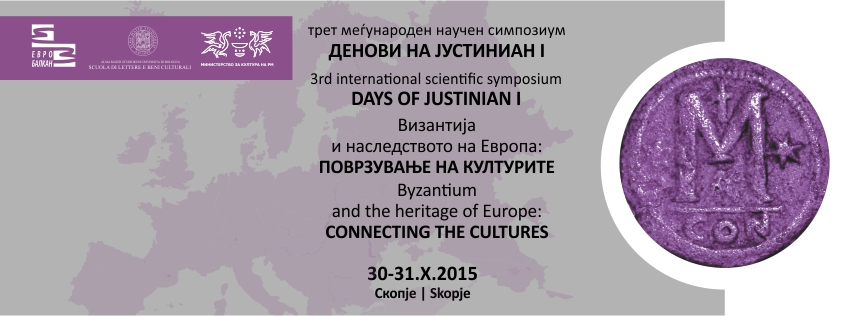 ЕВРО
БАЛКАН
ALMA MATER STUDIORUM UNIVERSITÀ DI BOLOGNA
SCUOLA DI LETTERE E BENI CULTURALI
МИНИСТЕРСТВО ЗА КУЛТУРА НА РМ
трет меѓународен научен симпозиум
ДЕНОВИ НА ЈУСТИНИАН I
3rd international scientific symposium
DAYS OF JUSTINIAN I
Византија
и наследството на Европа:
ПОВРЗУВАЊЕ НА КУЛТУРИТЕ
Byzantium
and the heritage of Europe:
CONNECTING THE CULTURES
30-31.X.2015
Скопје | Skopje
M
CON